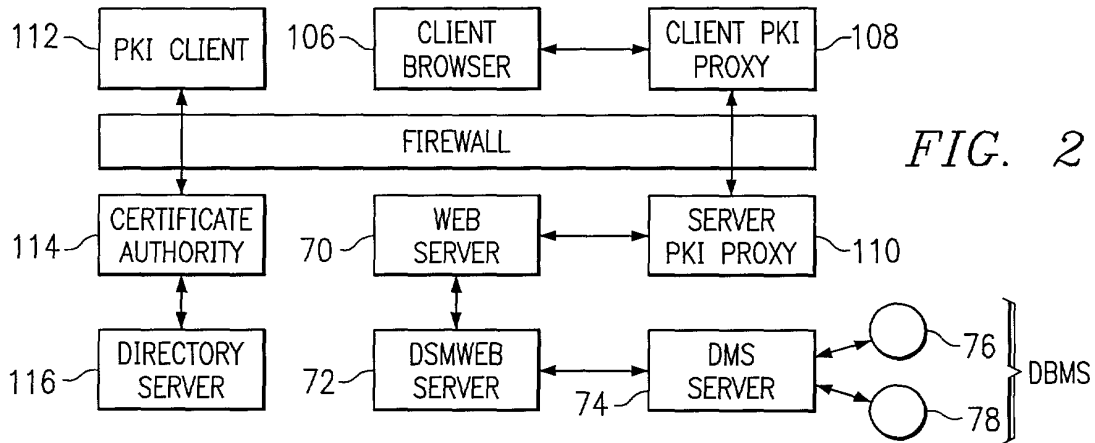 112
PKI CLIENT
106
CLIENT
BROWSER
CLIENT PKI
PROXY
108
FIREWALL
FIG. 2
114
CERTIFICATE
AUTHORITY
70
WEB
SERVER
SERVER
PKI PROXY
110
116
DIRECTORY
SERVER
72
DSMWEB
SERVER
74
DMS
SERVER
76
78
DBMS